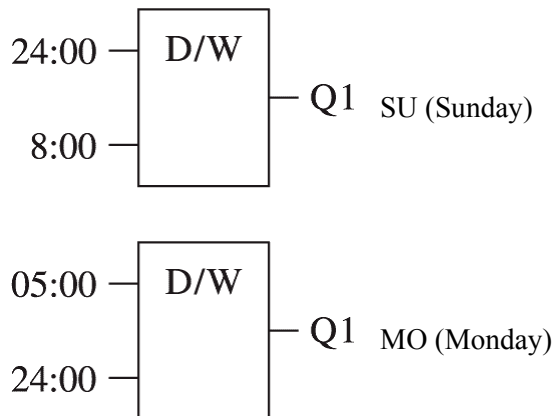 24:00 D/W
Q1 SU (Sunday)
8:00
05:00 D/W
Q1 MO (Monday)
24:00